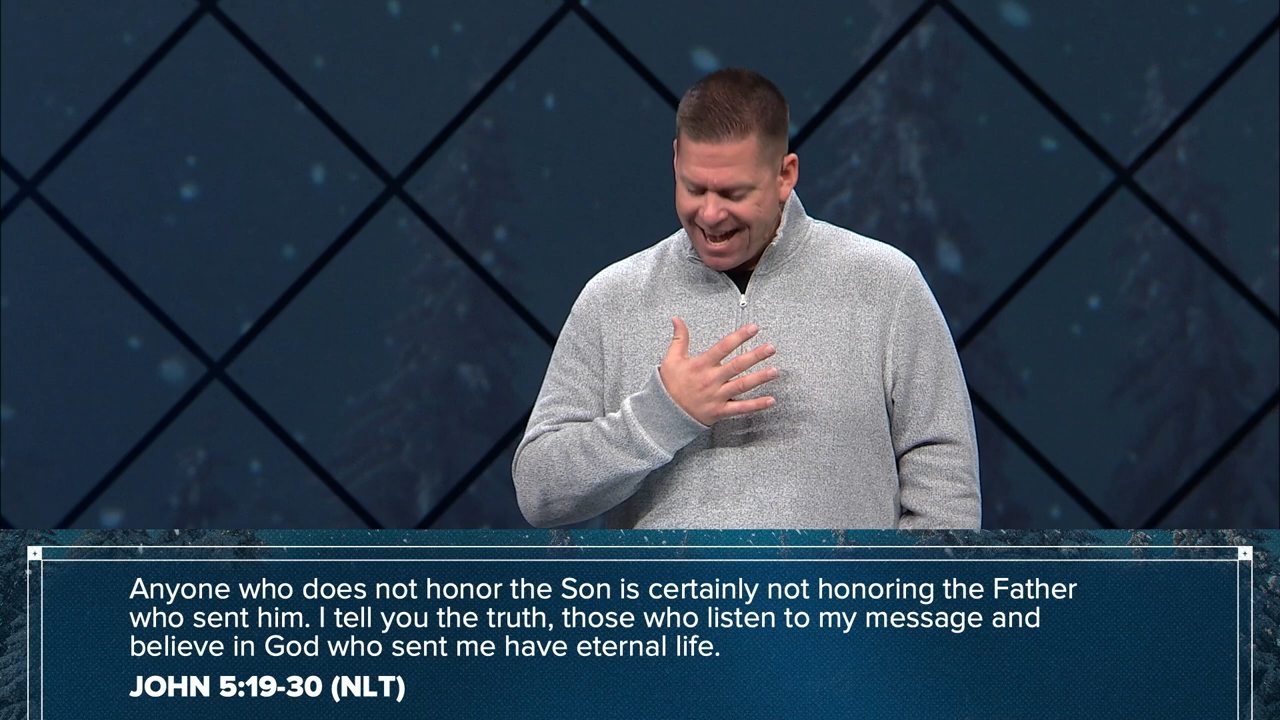 Anyone who does not honor the Son is certainly not honoring the Father
who sent him. I tell you the truth, those who listen to my message and
believe in God who sent me have eternal life.
JOHN 5:19-30 (NLT)